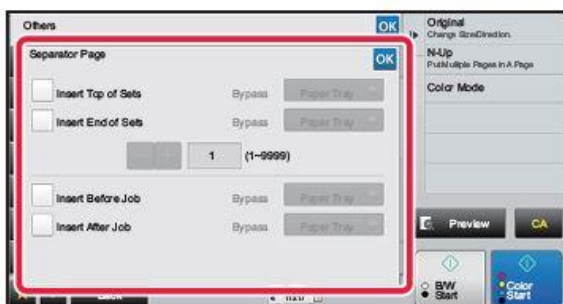 Others
OK
Separator Page
OK
Insert Top of Sets Bypass Paper Tray
Insert End of Sets Bypass Paper Tray
1 (1~9999)
Insert Before Job Bypass Paper Tray
Insert After Job Bypass Paper Tray
Back
Original
Change Size/Direction.
N-Up
Put Multiple Pages in A Page
Color Mode
Preview
CA
B/W
Start
Color
Start